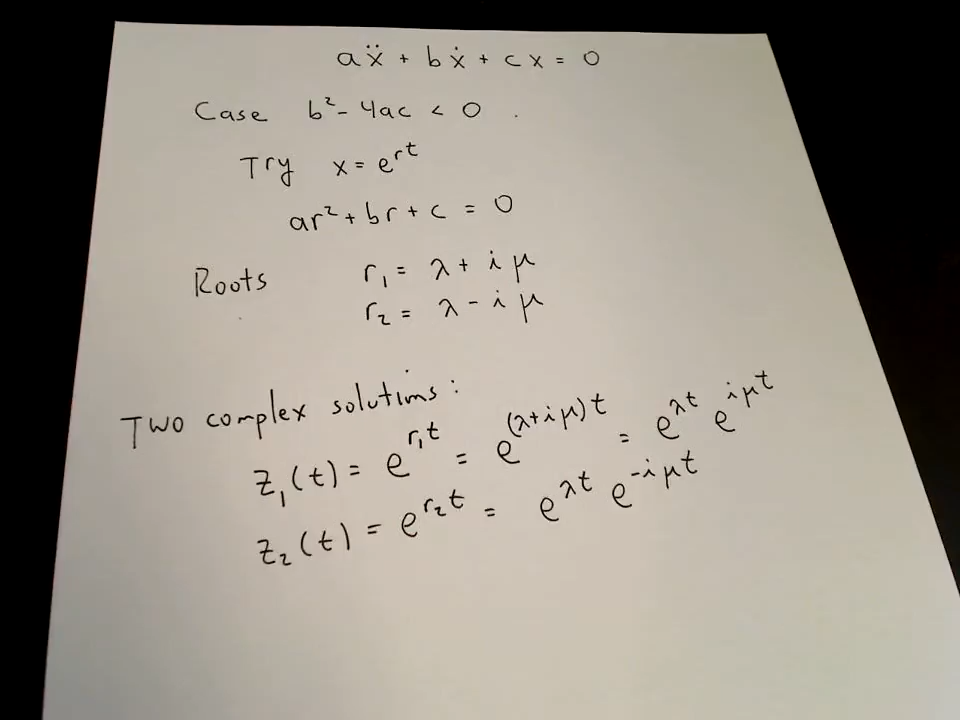 aẍ + bẋ + cx = 0
Case b² - 4ac < 0
Try x = e^{rt}
ar² + br + c = 0
Roots r₁ = λ + iμ
r₂ = λ - iμ
Two complex solutions:
z₁(t) = e^{r₁t} = e^{(λ+iμ)t} = e^{λt} e^{iμt}
z₂(t) = e^{r₂t} = e^{λt} e^{-iμt}